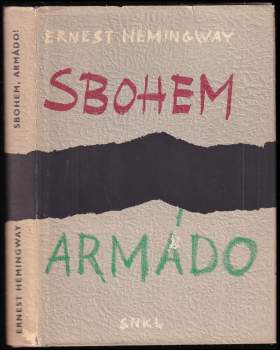 SBOHEM, ARMÁDO!
ERNEST HEMINGWAY
ERNEST HEMINGWAY
SBOHEM
ARMÁDO
SNKL